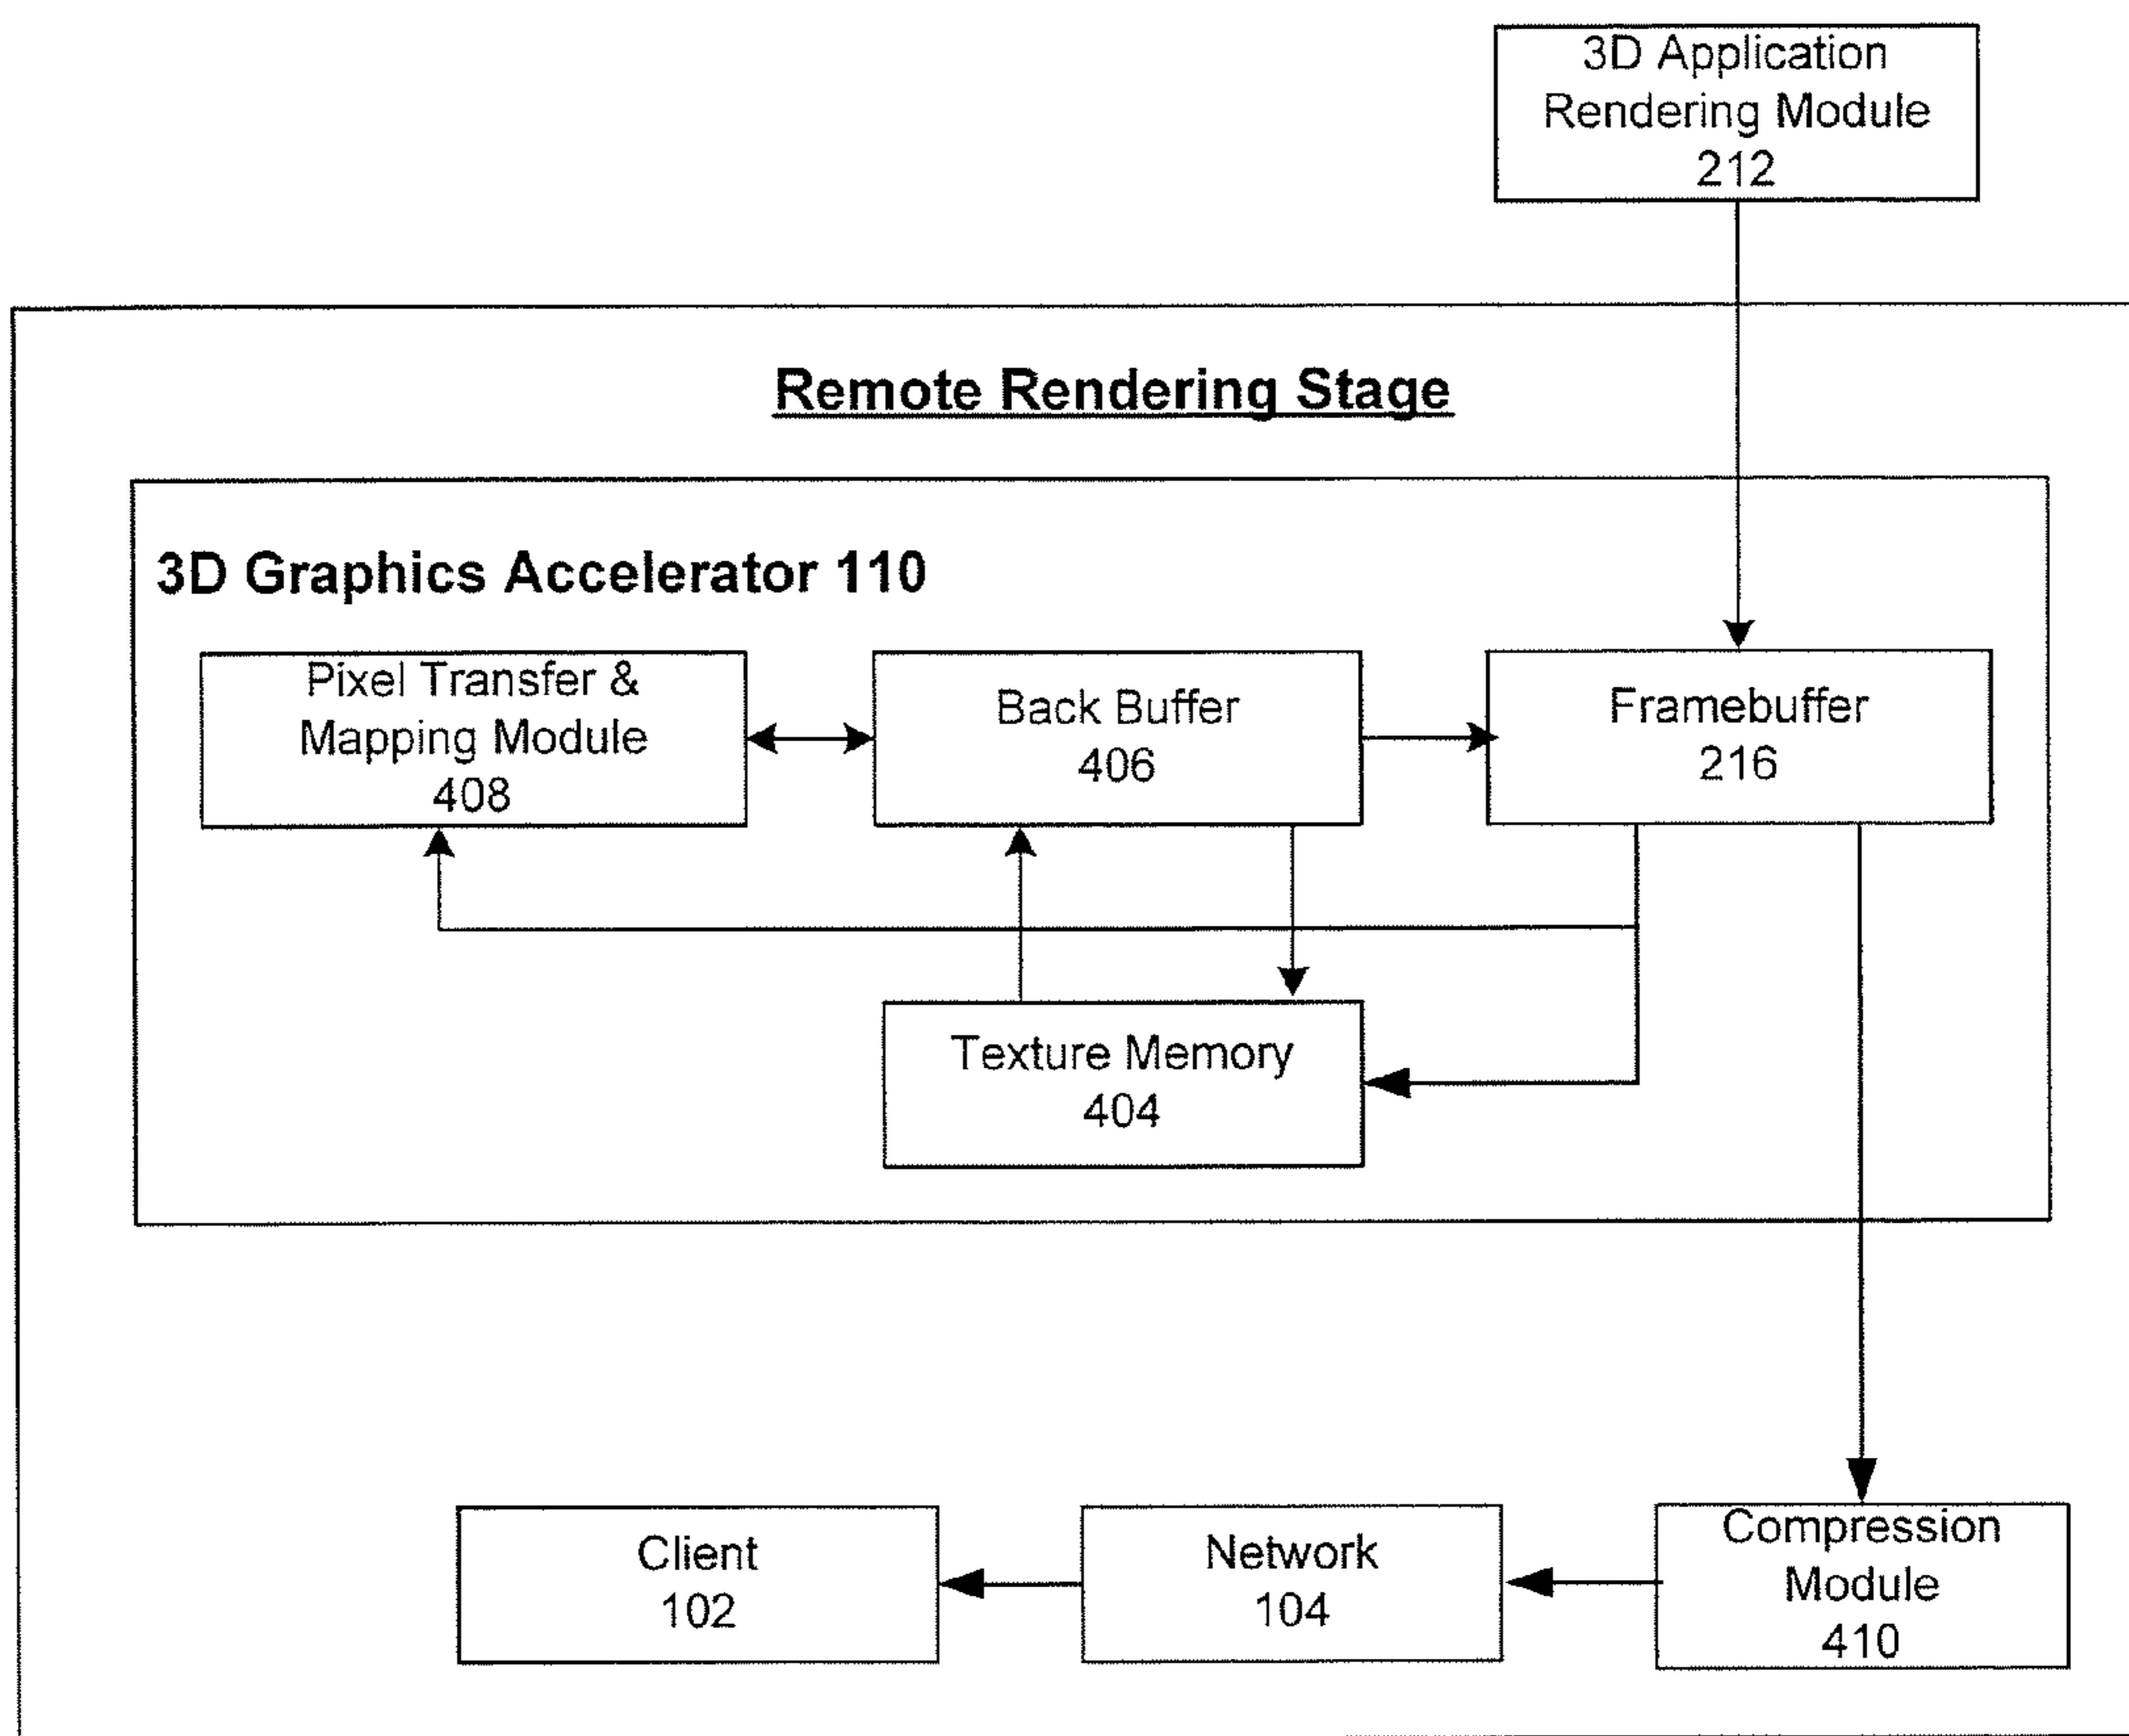 3D Application
Rendering Module
212
Remote Rendering Stage
3D Graphics Accelerator 110
Pixel Transfer &
Mapping Module
408
Back Buffer
406
Framebuffer
216
Texture Memory
404
Client
102
Network
104
Compression
Module
410